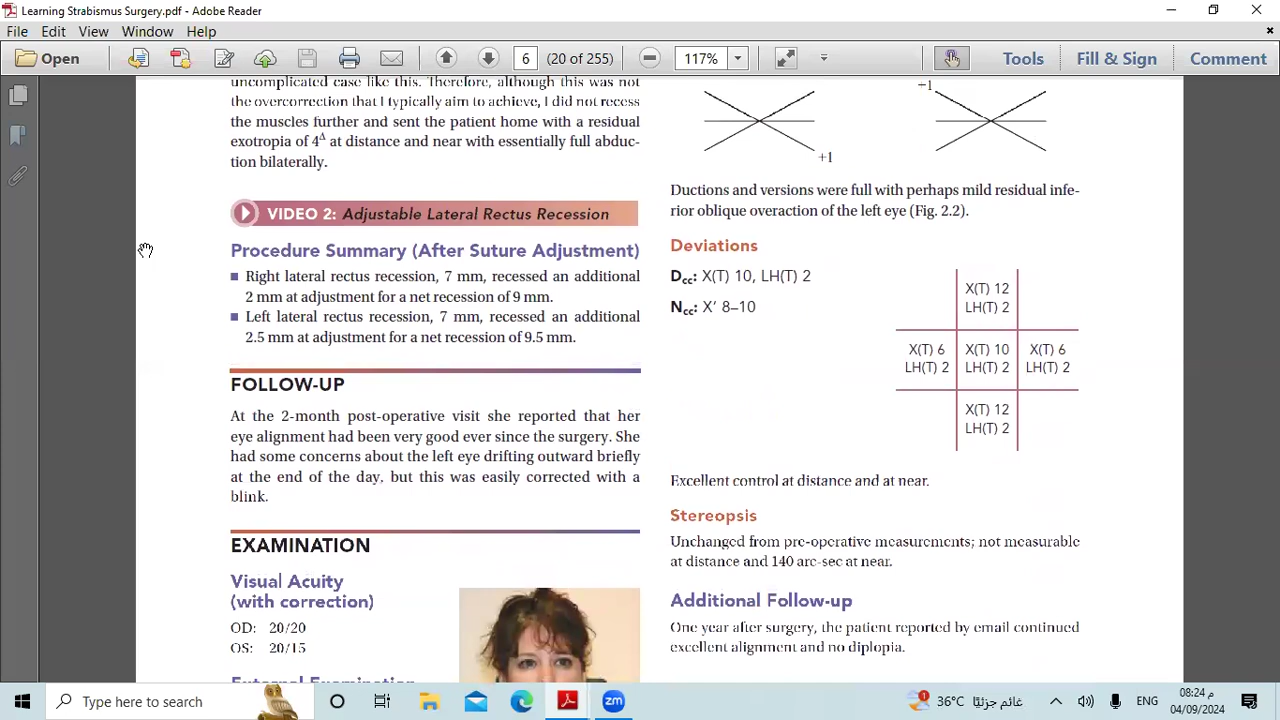 Learning Strabismus Surgery.pdf - Adobe Reader
File Edit View Window Help
Open 6 (20 of 255) 117% Tools Fill & Sign Comment
uncomplicated case like this. Therefore, although this was not
the overcorrection that I typically aim to achieve, I did not recess
the muscles further and sent the patient home with a residual
exotropia of 4Δ at distance and near with essentially full abduc-
tion bilaterally.
VIDEO 2: Adjustable Lateral Rectus Recession
Procedure Summary (After Suture Adjustment)
Right lateral rectus recession, 7 mm, recessed an additional
2 mm at adjustment for a net recession of 9 mm.
Left lateral rectus recession, 7 mm, recessed an additional
2.5 mm at adjustment for a net recession of 9.5 mm.
FOLLOW-UP
At the 2-month post-operative visit she reported that her
eye alignment had been very good ever since the surgery. She
had some concerns about the left eye drifting outward briefly
at the end of the day, but this was easily corrected with a
blink.
EXAMINATION
Visual Acuity
(with correction)
OD: 20/20
OS: 20/15
External Examination
+1
+1
Ductions and versions were full with perhaps mild residual infe-
rior oblique overaction of the left eye (Fig. 2.2).
Deviations
Dcc: X(T) 10, LH(T) 2
Ncc: X′ 8–10
X(T) 12
LH(T) 2
X(T) 6 X(T) 10 X(T) 6
LH(T) 2 LH(T) 2 LH(T) 2
X(T) 12
LH(T) 2
Excellent control at distance and at near.
Stereopsis
Unchanged from pre-operative measurements; not measurable
at distance and 140 arc-sec at near.
Additional Follow-up
One year after surgery, the patient reported by email continued
excellent alignment and no diplopia.
Type here to search
zm
1
36°C غائم جزئيًا
ENG
08:24 م
04/09/2024